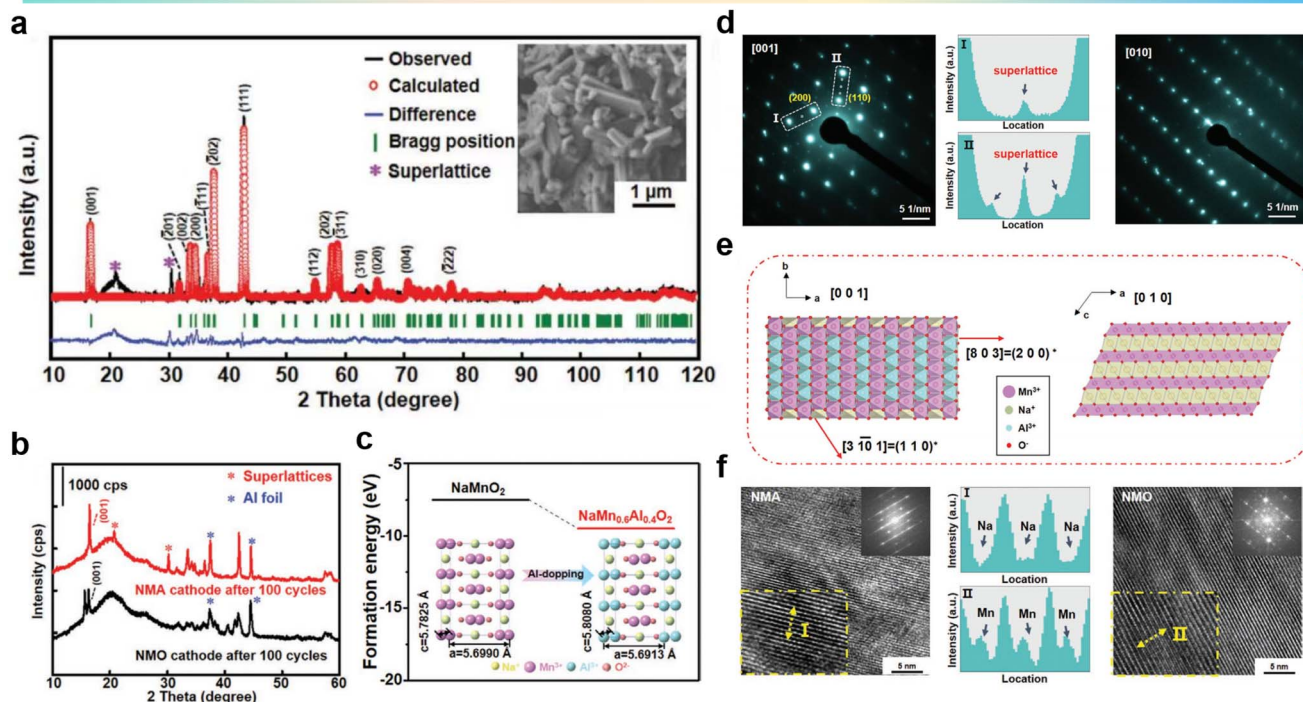 a
Observed
Calculated
Difference
Bragg position
Superlattice
1 μm
Intensity (a.u.)
(001)
(2̅01)
(002)
(200)
(1̅11)
(2̅02)
(111)
(112)
(202)
(3̅11)
(310)
(020)
(004)
(2̅22)
10 20 30 40 50 60 70 80 90 100 110 120
2 Theta (degree)
b
1000 cps
Superlattices
Al foil
(001)
NMA cathode after 100 cycles
(001)
NMO cathode after 100 cycles
Intensity (cps)
10 20 30 40 50 60
2 Theta (degree)
c
Formation energy (eV)
-5
-10
-15
-20
NaMnO₂
NaMn₀.₆Al₀.₄O₂
Al-doping
c=5.7825 Å
a=5.6990 Å
c=5.8080 Å
a=5.6913 Å
Na⁺ Mn³⁺ Al³⁺ O²⁻
d
[001]
II
(200)
(110)
I
5 1/nm
I
superlattice
Intensity (a.u.)
Location
II
superlattice
Intensity (a.u.)
Location
[010]
5 1/nm
e
b
a
[0 0 1]
[8 0 3]=(2 0 0)*
[3 1̅0̅ 1]=(1 1 0)*
Mn³⁺
Na⁺
Al³⁺
O⁻
a
c
[0 1 0]
f
NMA
I
5 nm
I
Na Na Na
Intensity (a.u.)
Location
II
Mn Mn Mn
Intensity (a.u.)
Location
NMO
II
5 nm